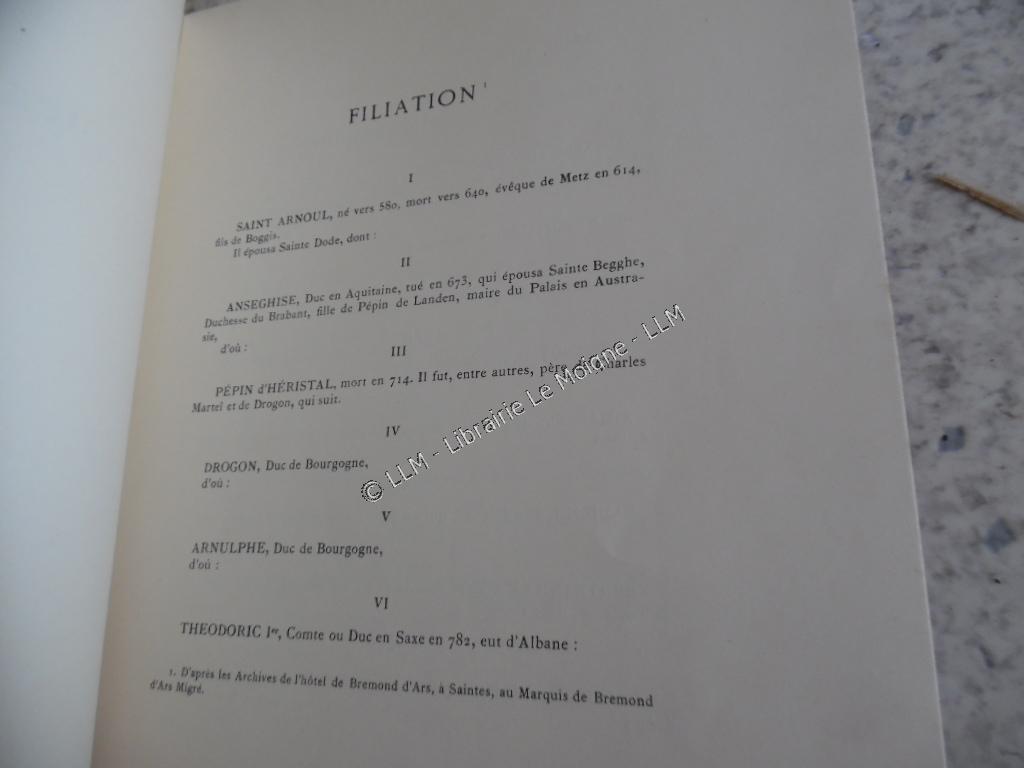 FILIATION 1
I
SAINT ARNOUL, né vers 580, mort vers 640, évêque de Metz en 614,
fils de Boggis.
Il épousa Sainte Dode, dont :
II
ANSEGHISE, Duc en Aquitaine, tué en 673, qui épousa Sainte Begghe,
Duchesse du Brabant, fille de Pépin de Landen, maire du Palais en Austra-
sie,
d'où :
III
PÉPIN d'HÉRISTAL, mort en 714. Il fut, entre autres, père de Charles
Martel et de Drogon, qui suit.
IV
DROGON, Duc de Bourgogne,
d'où :
V
ARNULPHE, Duc de Bourgogne,
d'où :
VI
THEODORIC Ier, Comte ou Duc en Saxe en 782, eut d'Albane :
1. D'après les Archives de l'hôtel de Bremond d'Ars, à Saintes, au Marquis de Bremond
d'Ars Migré.
© LLM - Librairie Le Moigne - LLM